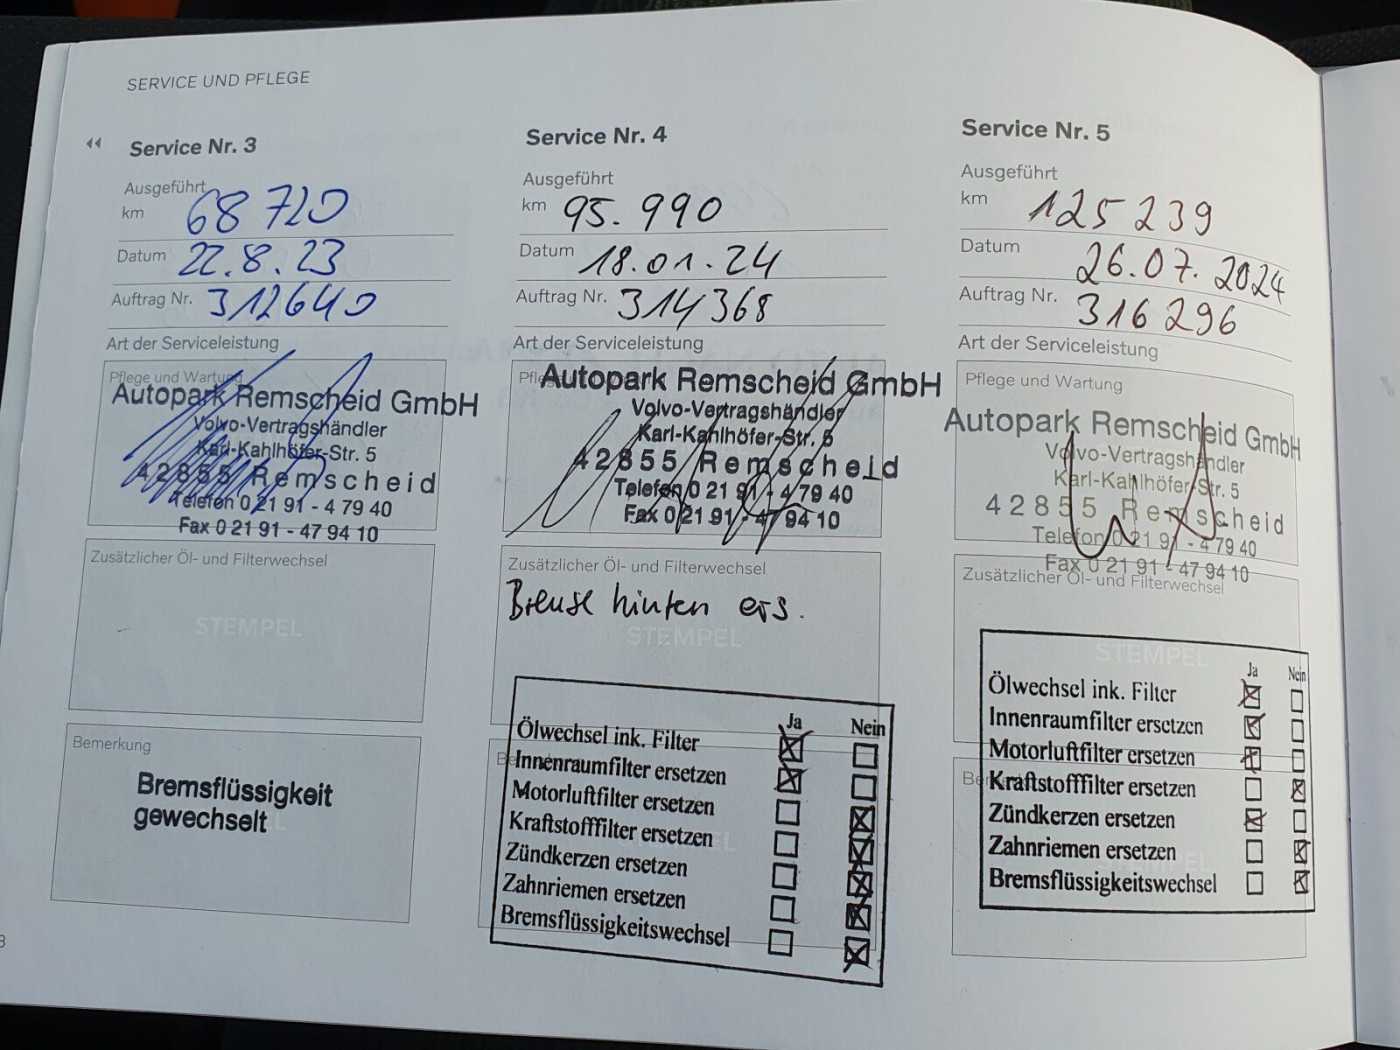 SERVICE UND PFLEGE
Service Nr. 3
Ausgeführt
km 68 720
Datum 22.8.23
Auftrag Nr. 312640
Art der Serviceleistung
Pflege und Wartung
Autopark Remscheid GmbH
Volvo-Vertragshändler
Karl-Kahlhöfer-Str. 5
42855 Remscheid
Telefon 0 21 91 - 4 79 40
Fax 0 21 91 - 47 94 10
Zusätzlicher Öl- und Filterwechsel
STEMPEL
Bemerkung
Bremsflüssigkeit
gewechselt
Service Nr. 4
Ausgeführt
km 95.990
Datum 18.01.24
Auftrag Nr. 314368
Art der Serviceleistung
Autopark Remscheid GmbH
Volvo-Vertragshändler
Karl-Kahlhöfer-Str. 5
42855 Remscheid
Telefon 0 21 91 - 4 79 40
Fax 0 21 91 - 47 94 10
Zusätzlicher Öl- und Filterwechsel
Bremse hinten ers.
STEMPEL
Ja Nein
Ölwechsel ink. Filter
Innenraumfilter ersetzen
Motorluftfilter ersetzen
Kraftstofffilter ersetzen
Zündkerzen ersetzen
Zahnriemen ersetzen
Bremsflüssigkeitswechsel
Service Nr. 5
Ausgeführt
km 125 239
Datum 26.07.2024
Auftrag Nr. 316 296
Art der Serviceleistung
Pflege und Wartung
Autopark Remscheid GmbH
Volvo-Vertragshändler
Karl-Kahlhöfer-Str. 5
42855 Remscheid
Telefon 0 21 91 - 4 79 40
Fax 0 21 91 - 47 94 10
Zusätzlicher Öl- und Filterwechsel
STEMPEL
Ja Nein
Ölwechsel ink. Filter
Innenraumfilter ersetzen
Motorluftfilter ersetzen
Kraftstofffilter ersetzen
Zündkerzen ersetzen
Zahnriemen ersetzen
Bremsflüssigkeitswechsel